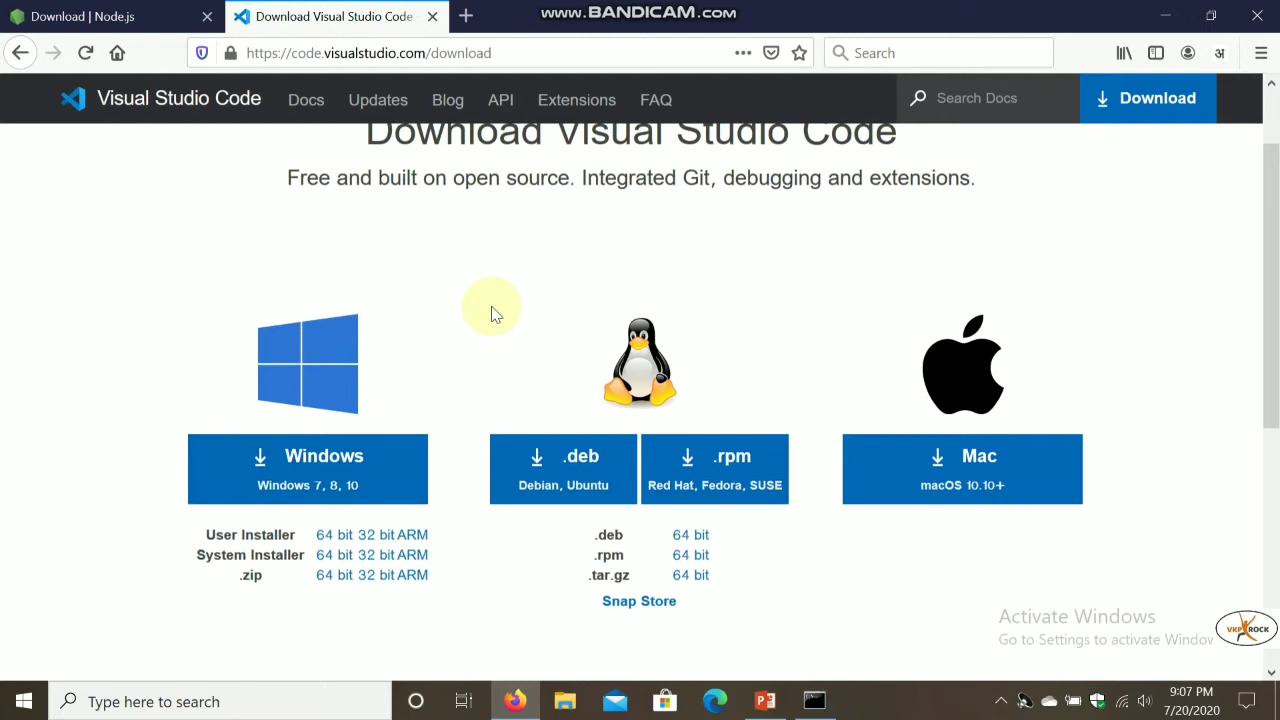 Download | Node.js
Download Visual Studio Code
www.BANDICAM.com
https://code.visualstudio.com/download
Search
अ
Visual Studio Code
Docs
Updates
Blog
API
Extensions
FAQ
Search Docs
Download
Download Visual Studio Code
Free and built on open source. Integrated Git, debugging and extensions.
Windows
Windows 7, 8, 10
.deb
Debian, Ubuntu
.rpm
Red Hat, Fedora, SUSE
Mac
macOS 10.10+
User Installer 64 bit 32 bit ARM
System Installer 64 bit 32 bit ARM
.zip 64 bit 32 bit ARM
.deb 64 bit
.rpm 64 bit
.tar.gz 64 bit
Snap Store
Activate Windows
Go to Settings to activate Window
VKP ROCK
Type here to search
9:07 PM
7/20/2020